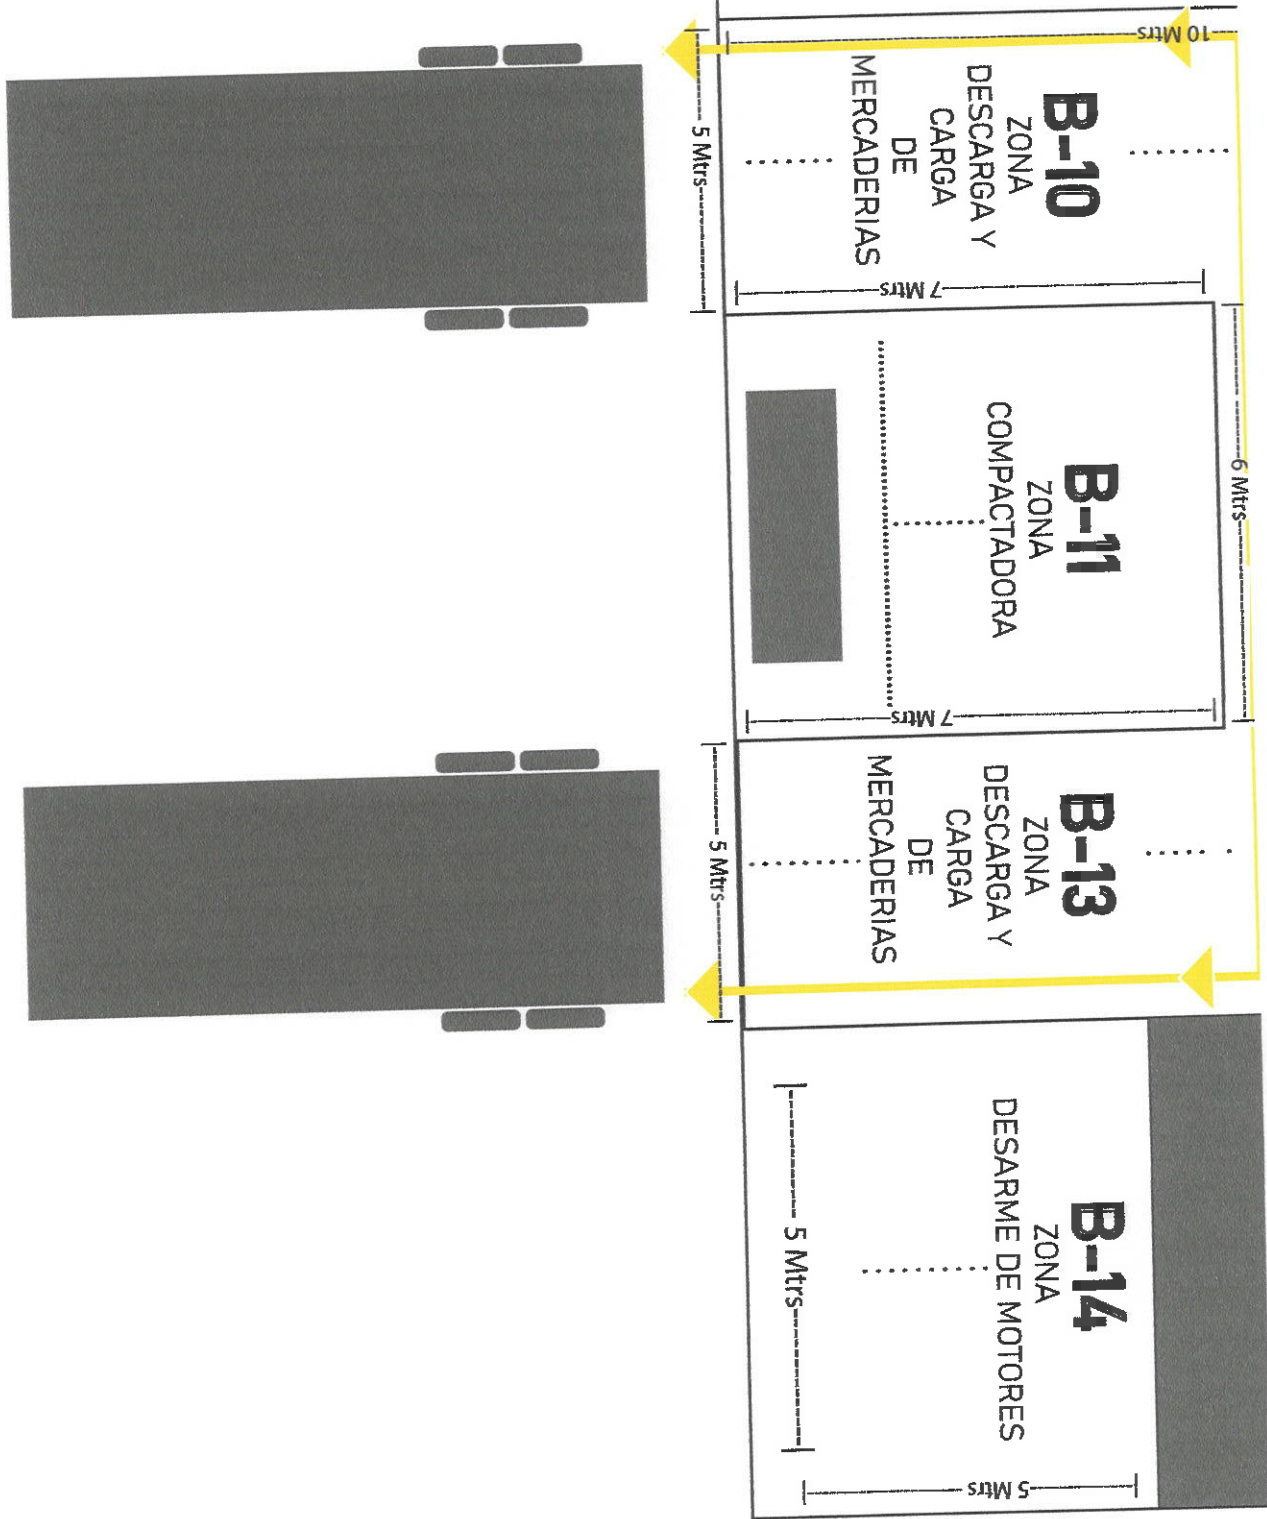 10 Mtrs
B-10
ZONA
DESCARGA Y
CARGA
DE
MERCADERIAS
5 Mtrs
7 Mtrs
6 Mtrs
B-11
ZONA
COMPACTADORA
7 Mtrs
B-13
ZONA
DESCARGA Y
CARGA
DE
MERCADERIAS
5 Mtrs
B-14
ZONA
DESARME DE MOTORES
5 Mtrs
5 Mtrs